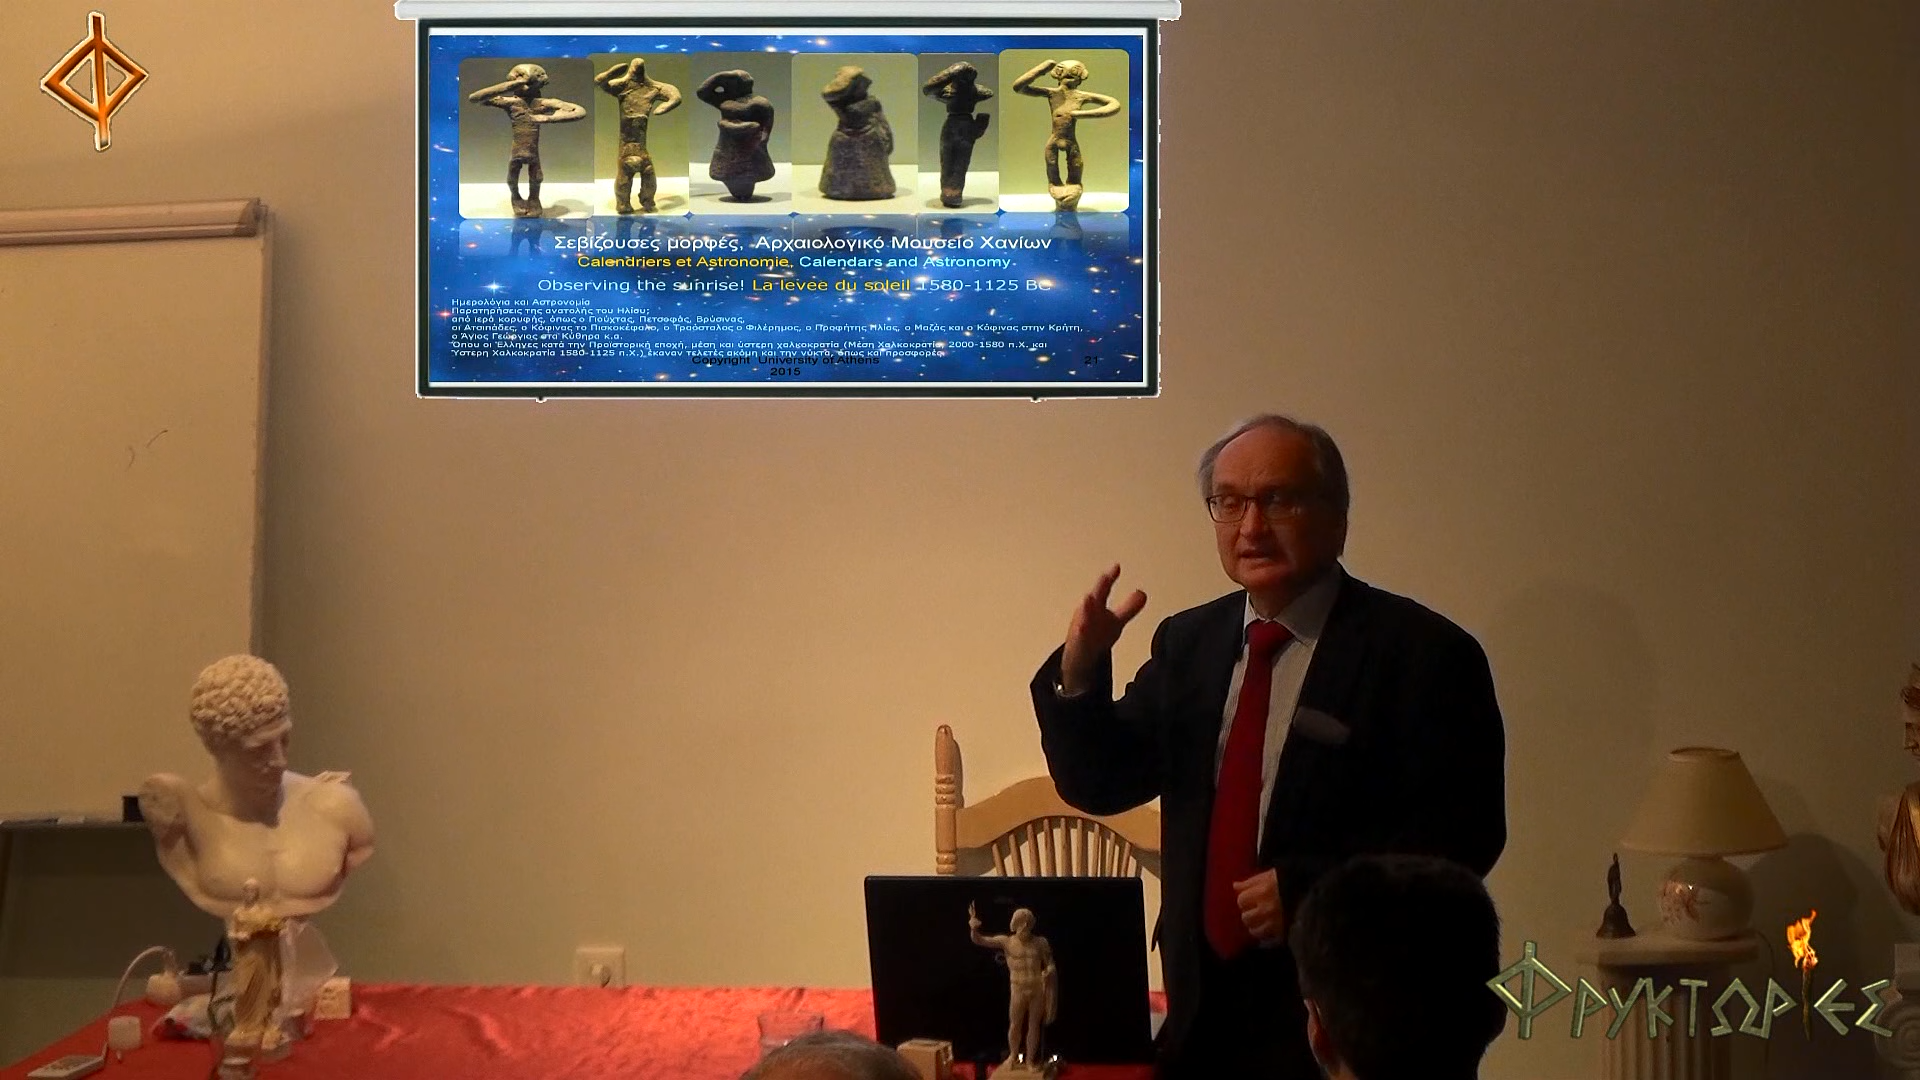 Σεβίζουσες μορφές, Αρχαιολογικό Μουσείο Χανίων
Calendriers et Astronomie, Calendars and Astronomy
Observing the sunrise! La levée du soleil 1580-1125 BC
Ημερολόγια και Αστρονομία
Παρατηρήσεις της ανατολής του Ηλίου;
από ιερά κορυφής, όπως ο Γιούχτας, Πετσοφάς, Βρύσινας,
οι Ατσιπάδες, ο Κόφινας το Πισκοκέφαλο, ο Τραόσταλος ο Φιλέρημος, ο Προφήτης Ηλίας, ο Μαζάς και ο Κόφινας στην Κρήτη,
ο Άγιος Γεώργιος στα Κύθηρα κ.α.
Όπου οι Έλληνες κατά την Προϊστορική εποχή, μέση και ύστερη χαλκοκρατία (Μέση Χαλκοκρατία, 2000-1580 π.Χ. και
Ύστερη Χαλκοκρατία 1580-1125 π.Χ.) έκαναν τελετές ακόμη και την νύκτα, όπως και προσφορές.
Copyright University of Athens
2015
21
Φρυκτωρίες